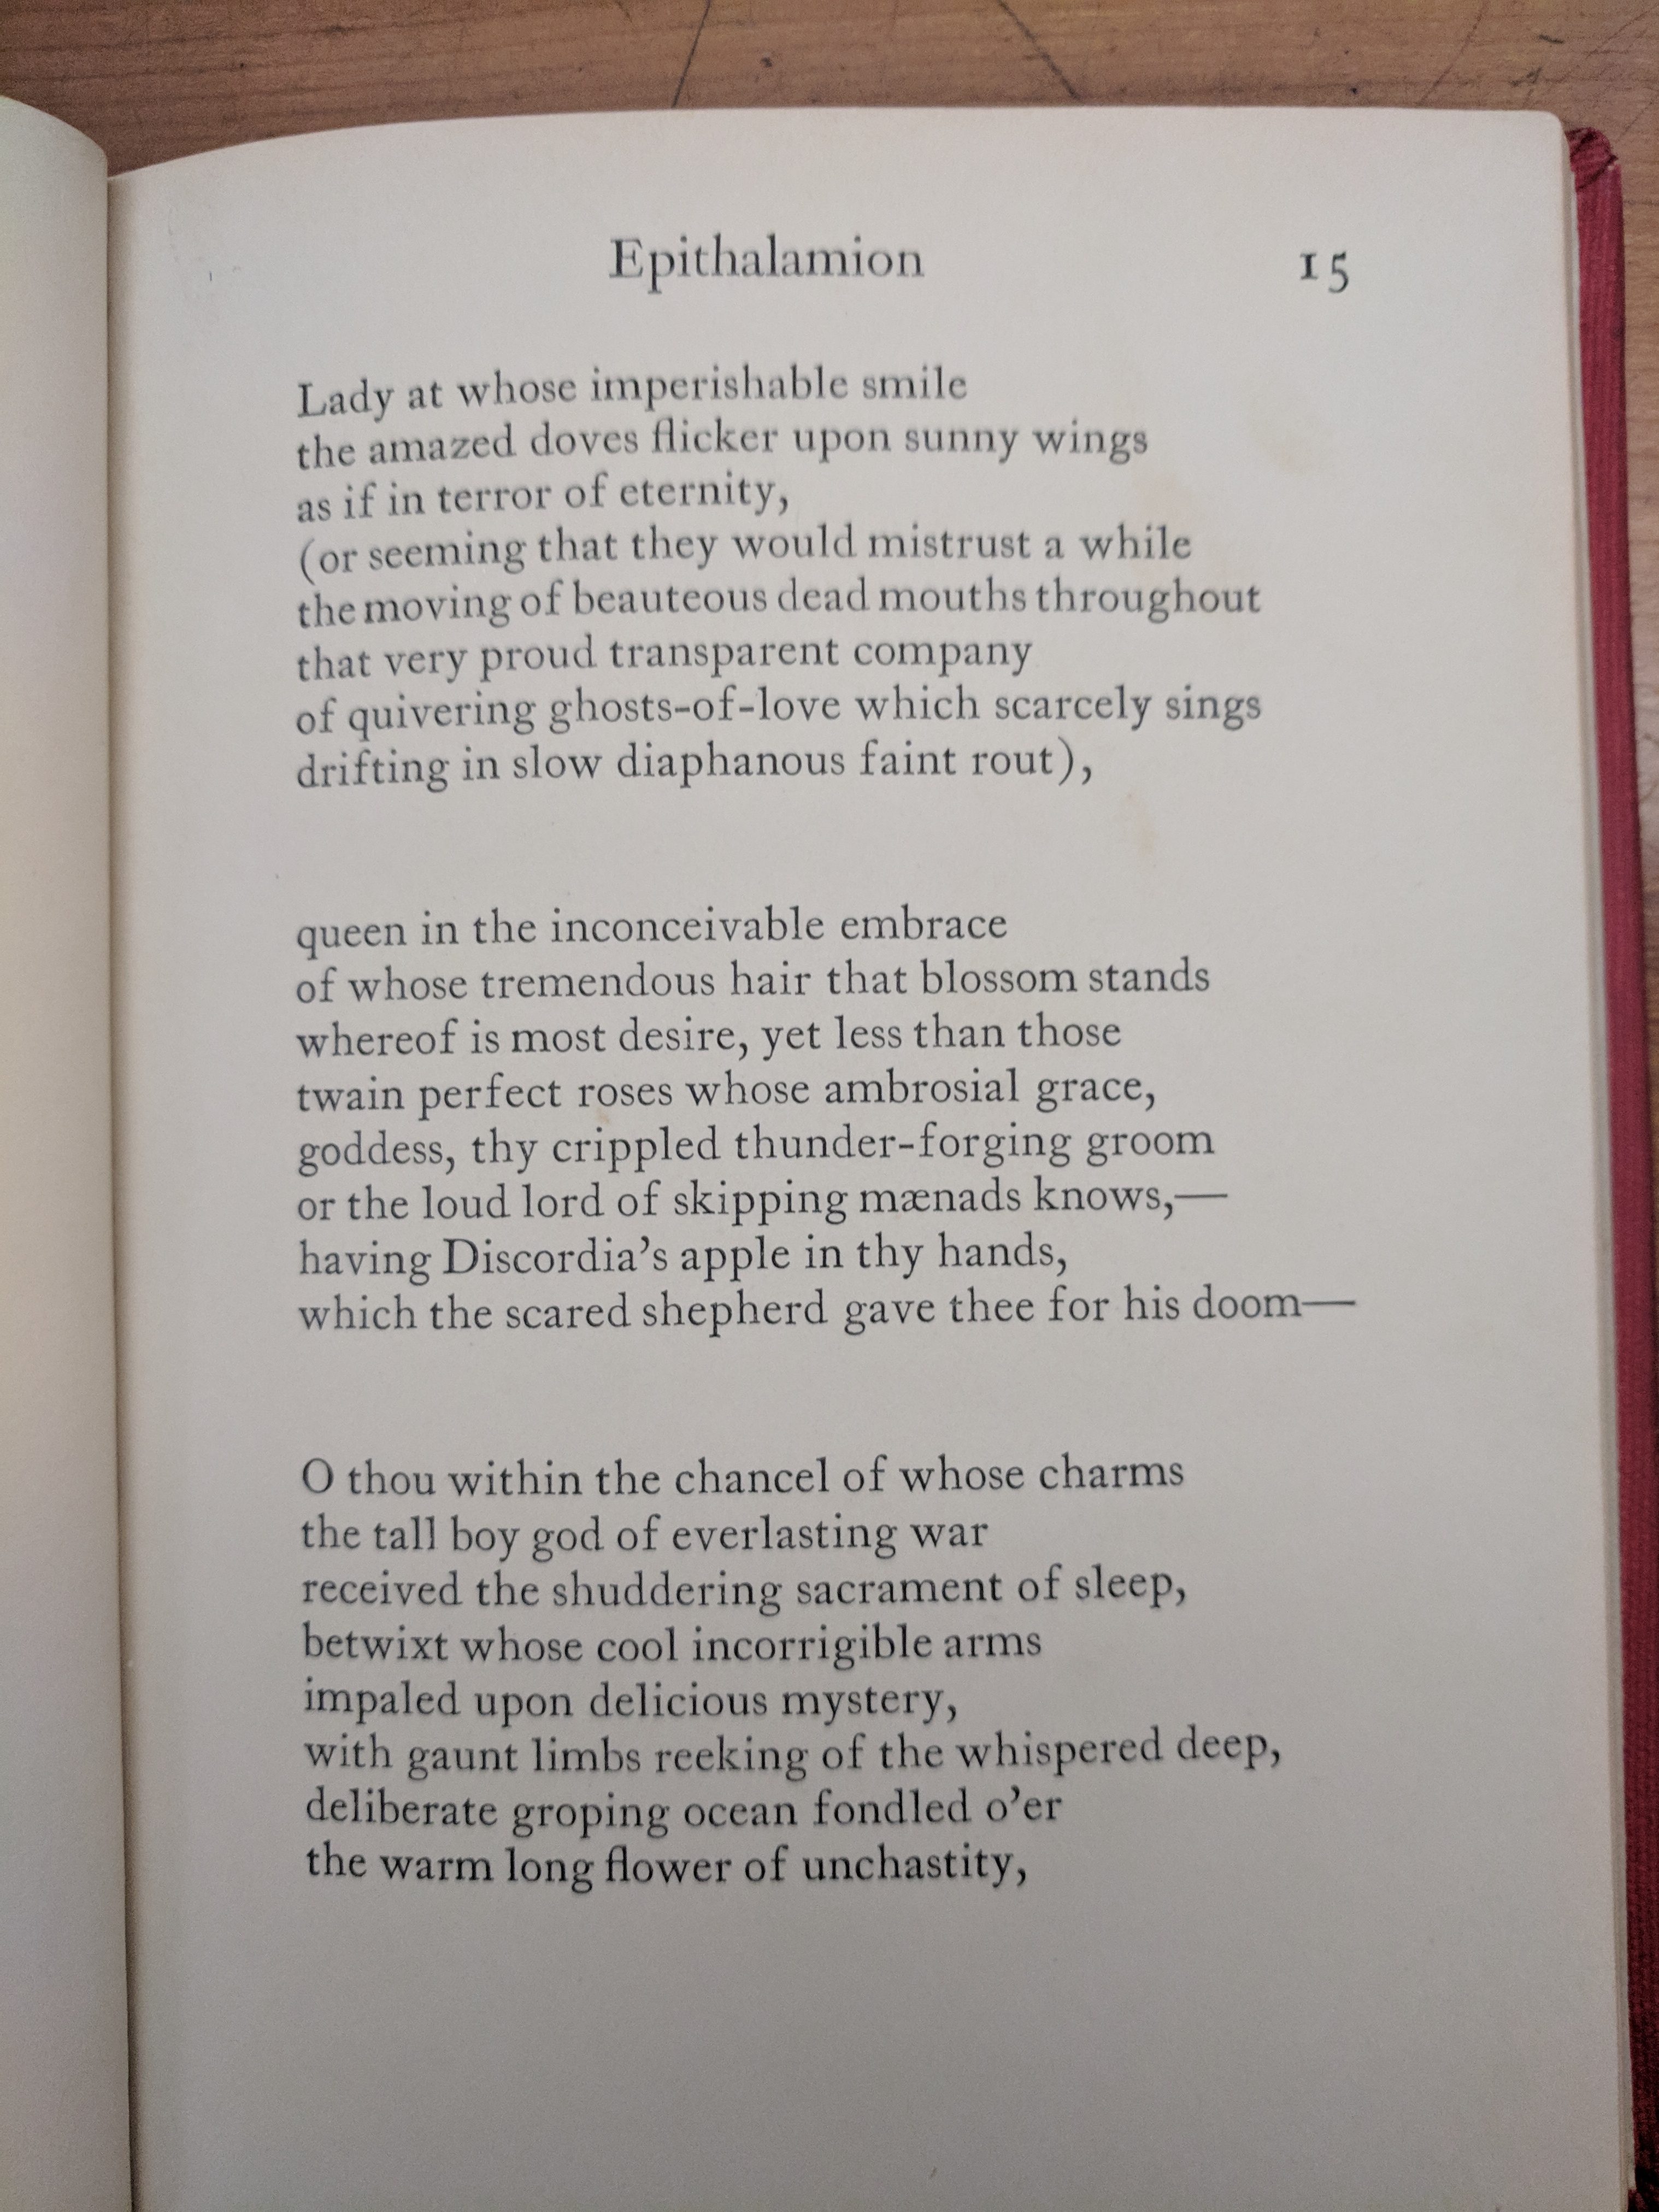 Epithalamion 15
Lady at whose imperishable smile
the amazed doves flicker upon sunny wings
as if in terror of eternity,
(or seeming that they would mistrust a while
the moving of beauteous dead mouths throughout
that very proud transparent company
of quivering ghosts-of-love which scarcely sings
drifting in slow diaphanous faint rout),
queen in the inconceivable embrace
of whose tremendous hair that blossom stands
whereof is most desire, yet less than those
twain perfect roses whose ambrosial grace,
goddess, thy crippled thunder-forging groom
or the loud lord of skipping mænads knows,—
having Discordia’s apple in thy hands,
which the scared shepherd gave thee for his doom—
O thou within the chancel of whose charms
the tall boy god of everlasting war
received the shuddering sacrament of sleep,
betwixt whose cool incorrigible arms
impaled upon delicious mystery,
with gaunt limbs reeking of the whispered deep,
deliberate groping ocean fondled o’er
the warm long flower of unchastity,